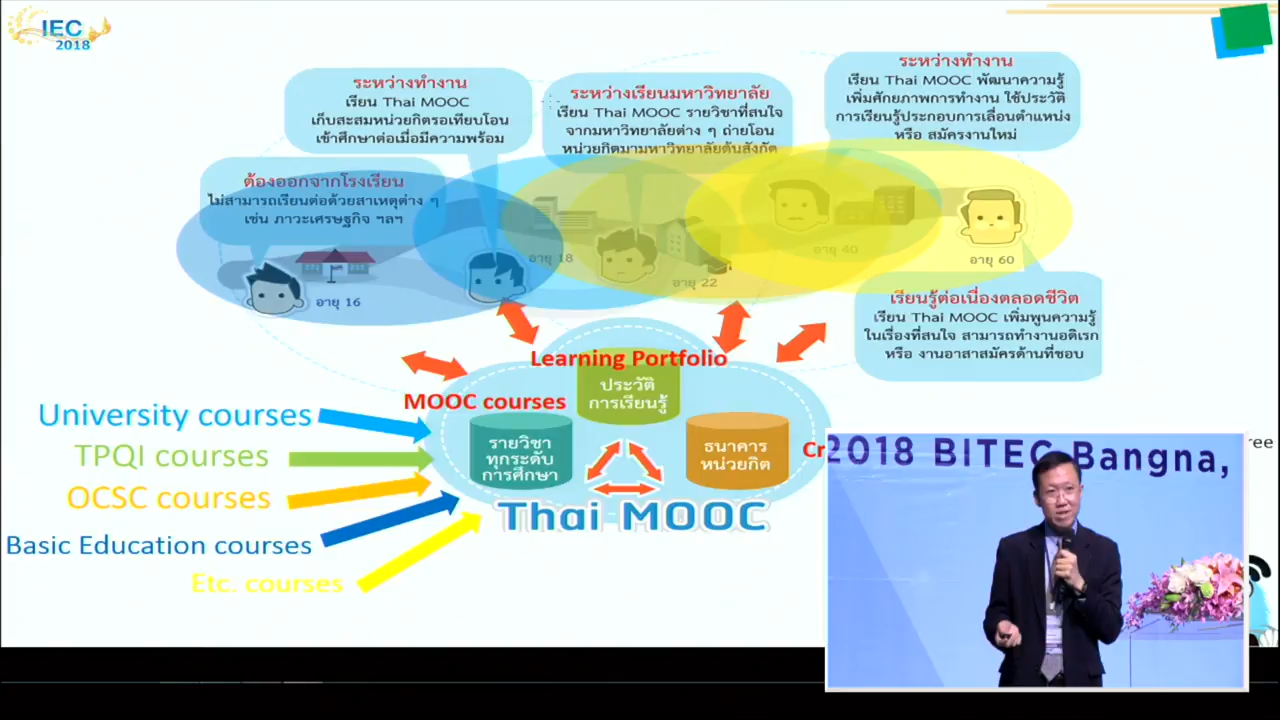 IEC
2018
ระหว่างทำงาน
เรียน Thai MOOC
เก็บสะสมหน่วยกิตรอเทียบโอน
เข้าศึกษาต่อเมื่อมีความพร้อม
ระหว่างเรียนมหาวิทยาลัย
เรียน Thai MOOC รายวิชาที่สนใจ
จากมหาวิทยาลัยต่าง ๆ ถ่ายโอน
หน่วยกิตมามหาวิทยาลัยต้นสังกัด
ระหว่างทำงาน
เรียน Thai MOOC พัฒนาความรู้
เพิ่มศักยภาพการทำงาน ใช้ประวัติ
การเรียนรู้ประกอบการเลื่อนตำแหน่ง
หรือ สมัครงานใหม่
ต้องออกจากโรงเรียน
ไม่สามารถเรียนต่อด้วยสาเหตุต่าง ๆ
เช่น ภาวะเศรษฐกิจ ฯลฯ
อายุ 16
อายุ 18
อายุ 22
อายุ 40
อายุ 60
เรียนรู้ต่อเนื่องตลอดชีวิต
เรียน Thai MOOC เพิ่มพูนความรู้
ในเรื่องที่สนใจ สามารถทำงานอดิเรก
หรือ งานอาสาสมัครด้านที่ชอบ
Learning Portfolio
ประวัติ
การเรียนรู้
MOOC courses
รายวิชา
ทุกระดับ
การศึกษา
ธนาคาร
หน่วยกิต
Cr
Thai MOOC
University courses
TPQI courses
OCSC courses
Basic Education courses
Etc. courses
ree
2018 BITEC Bangna,